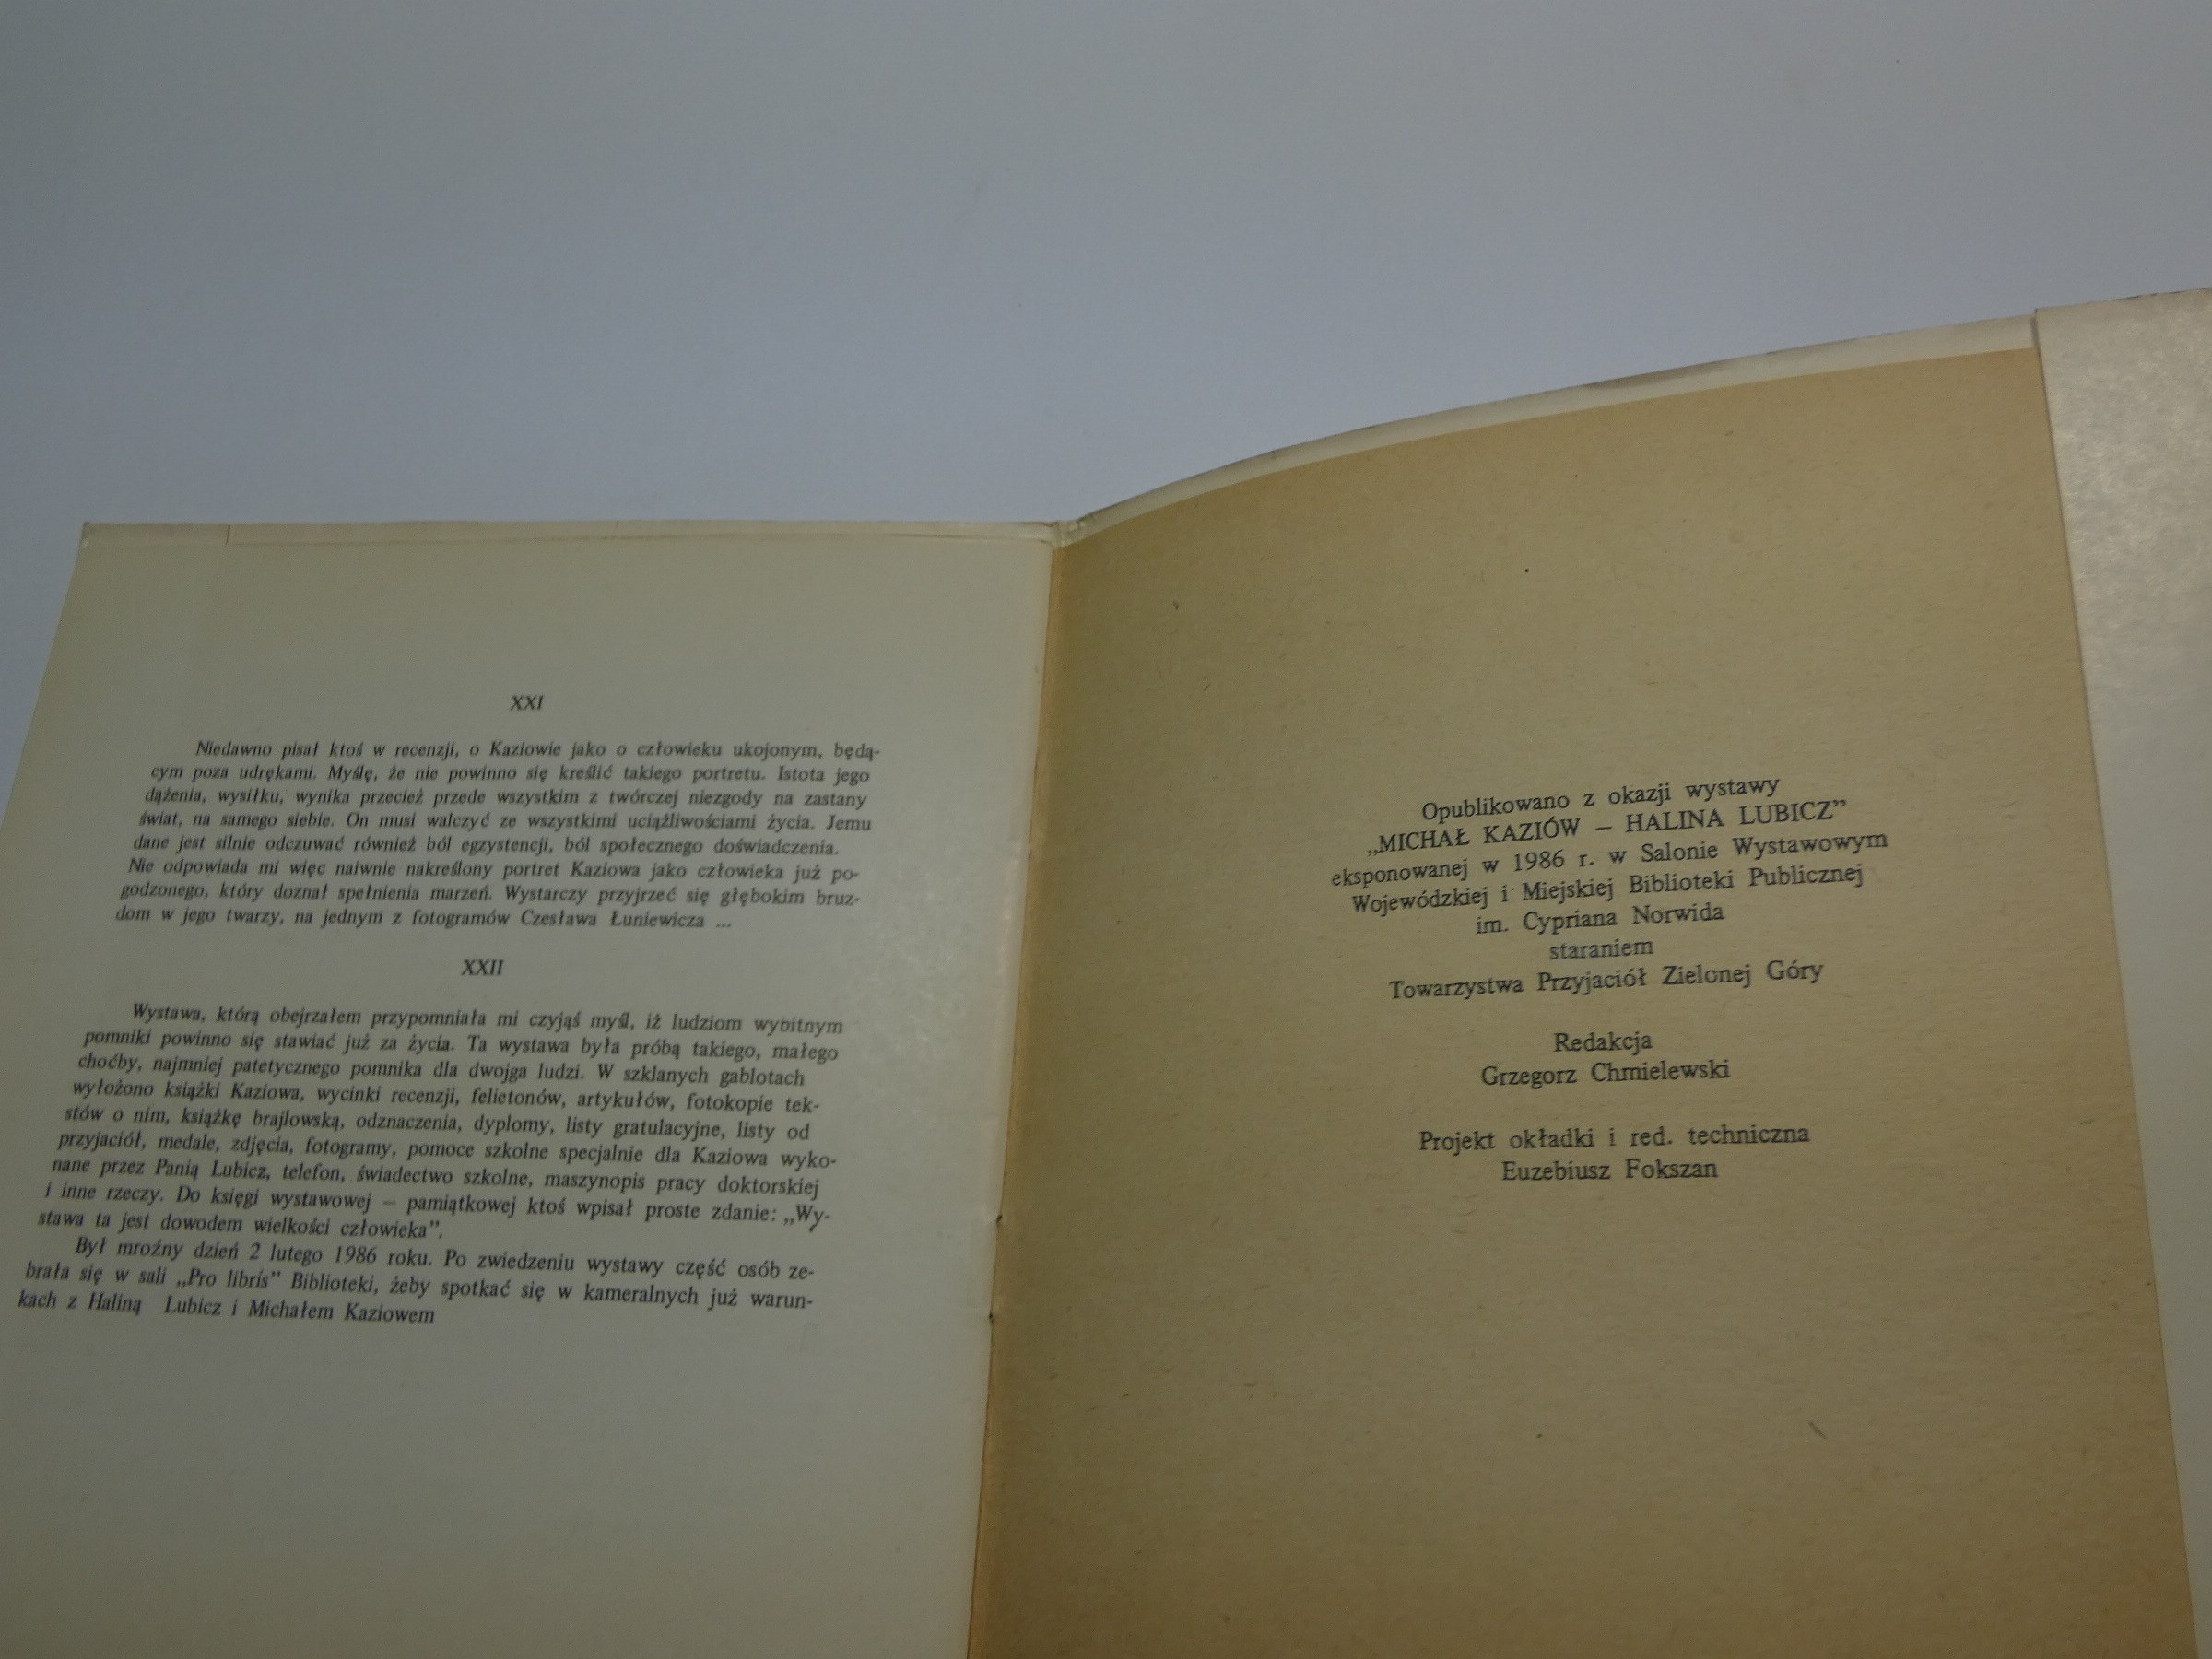 XXI
Niedawno pisał ktoś w recenzji, o Kaziowie jako o człowieku ukojonym, będą-
cym poza udrękami. Myślę, że nie powinno się kreślić takiego portretu. Istota jego
dążenia, wysiłku, wynika przecież przede wszystkim z twórczej niezgody na zastany
świat, na samego siebie. On musi walczyć ze wszystkimi uciążliwościami życia. Jemu
dane jest silnie odczuwać również ból egzystencji, ból społecznego doświadczenia.
Nie odpowiada mi więc naiwnie nakreślony portret Kaziowa jako człowieka już po-
godzonego, który doznał spełnienia marzeń. Wystarczy przyjrzeć się głębokim bruz-
dom w jego twarzy, na jednym z fotogramów Czesława Łuniewicza ...
XXII
Wystawa, którą obejrzałem przypomniała mi czyjąś myśl, iż ludziom wybitnym
pomniki powinno się stawiać już za życia. Ta wystawa była próbą takiego, małego
choćby, najmniej patetycznego pomnika dla dwojga ludzi. W szklanych gablotach
wyłożono książki Kaziowa, wycinki recenzji, felietonów, artykułów, fotokopie tek-
stów o nim, książkę brajlowską, odznaczenia, dyplomy, listy gratulacyjne, listy od
przyjaciół, medale, zdjęcia, fotogramy, pomoce szkolne specjalnie dla Kaziowa wyko-
nane przez Panią Lubicz, telefon, świadectwo szkolne, maszynopis pracy doktorskiej
i inne rzeczy. Do księgi wystawowej – pamiątkowej ktoś wpisał proste zdanie: „Wy-
stawa ta jest dowodem wielkości człowieka”.
Był mroźny dzień 2 lutego 1986 roku. Po zwiedzeniu wystawy część osób ze-
brała się w sali „Pro libris” Biblioteki, żeby spotkać się w kameralnych już warun-
kach z Haliną Lubicz i Michałem Kaziowem
Opublikowano z okazji wystawy
„MICHAŁ KAZIÓW – HALINA LUBICZ”
eksponowanej w 1986 r. w Salonie Wystawowym
Wojewódzkiej i Miejskiej Biblioteki Publicznej
im. Cypriana Norwida
staraniem
Towarzystwa Przyjaciół Zielonej Góry
Redakcja
Grzegorz Chmielewski
Projekt okładki i red. techniczna
Euzebiusz Fokszan